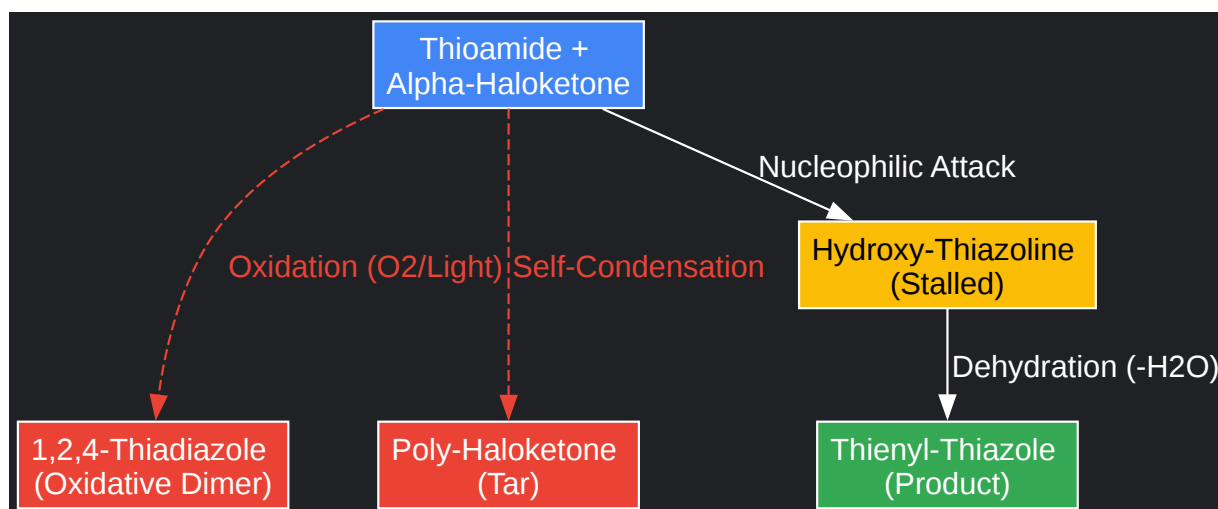 Thioamide +
Alpha-Haloketone
Nucleophilic Attack
Oxidation (O2/Light)
Self-Condensation
Hydroxy-Thiazoline
(Stalled)
Dehydration (-H2O)
1,2,4-Thiadiazole
(Oxidative Dimer)
Poly-Haloketone
(Tar)
Thienyl-Thiazole
(Product)